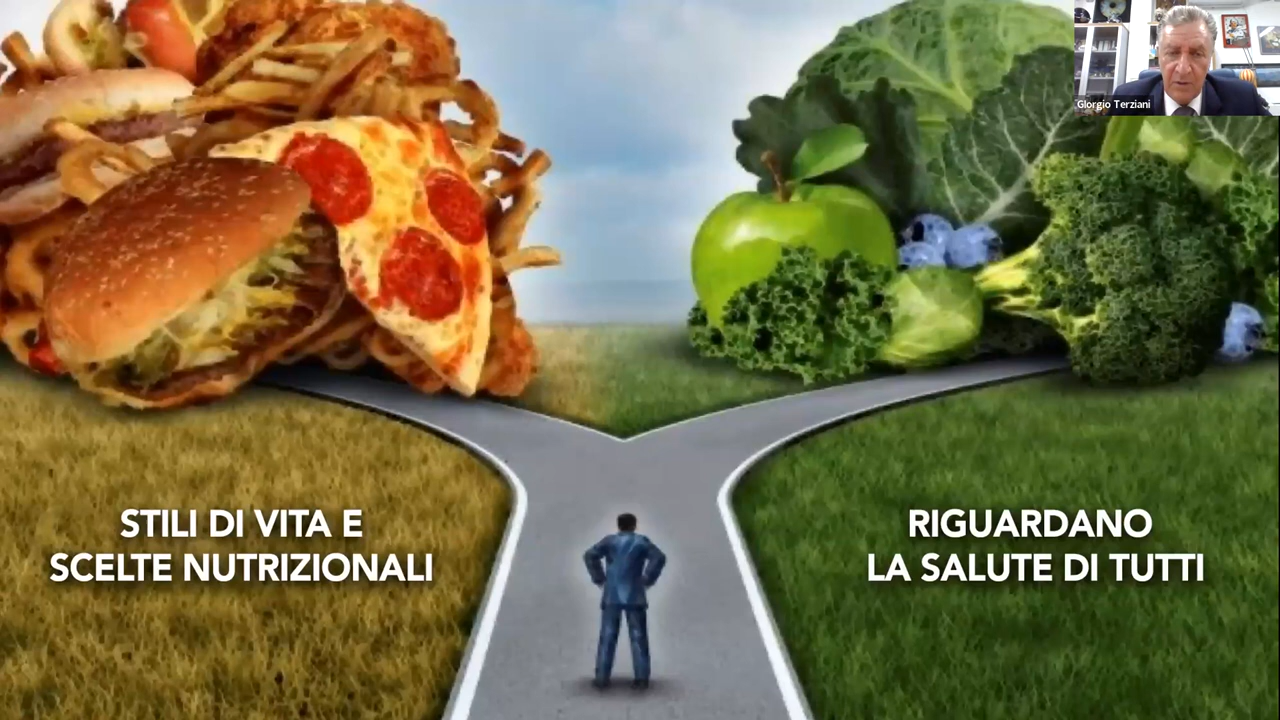 GIorgio Terziani
STILI DI VITA E
SCELTE NUTRIZIONALI
RIGUARDANO
LA SALUTE DI TUTTI